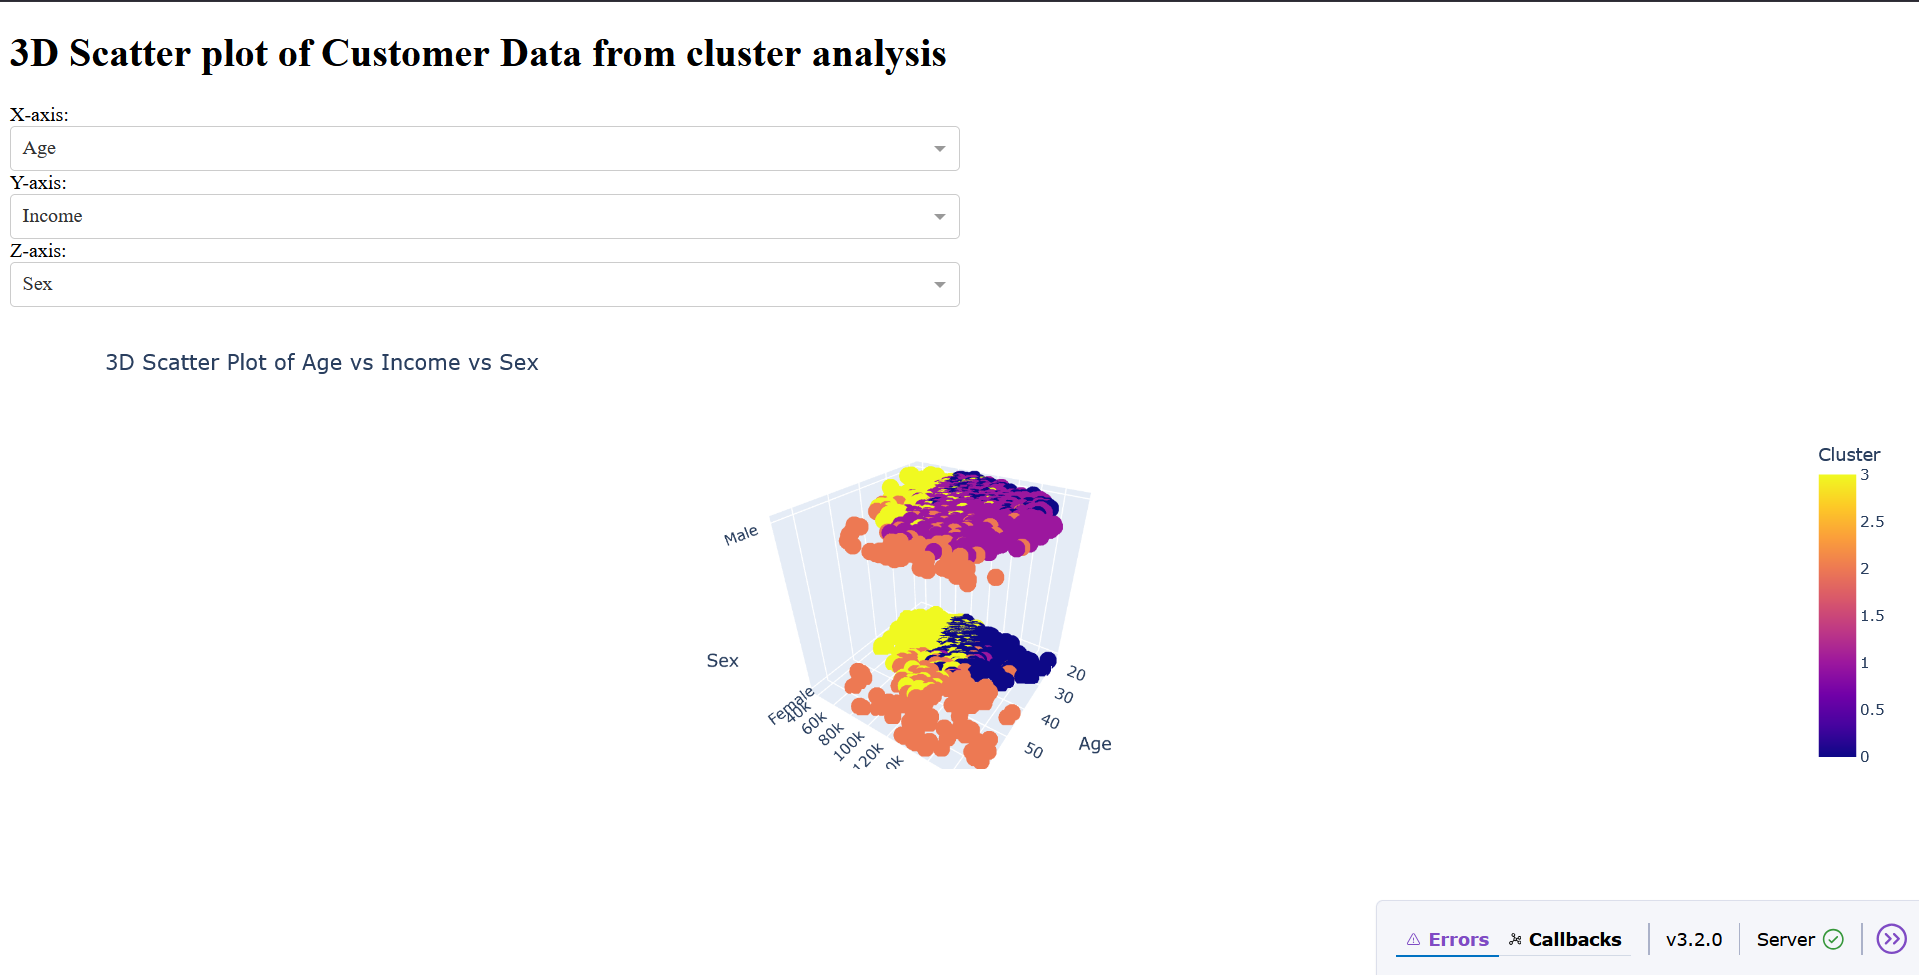 3D Scatter plot of Customer Data from cluster analysis
X-axis:
Age
Y-axis:
Income
Z-axis:
Sex
3D Scatter Plot of Age vs Income vs Sex
Cluster
3
2.5
2
1.5
1
0.5
0
Male
Sex
Female
40k
60k
80k
100k
120k
0k
20
30
40
50
Age
Errors
Callbacks
v3.2.0
Server